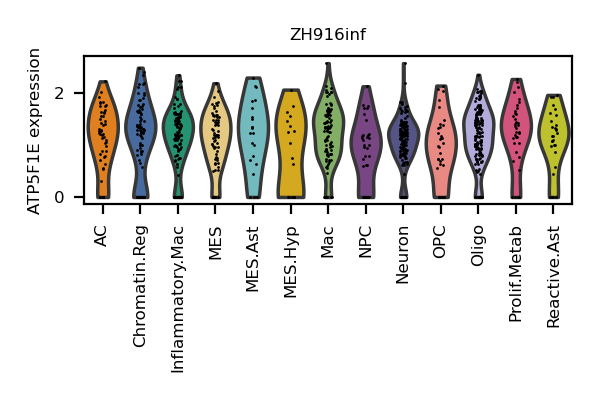 ZH916inf
ATP5F1E expression
2
0
AC
Chromatin.Reg
Inflammatory.Mac
MES
MES.Ast
MES.Hyp
Mac
NPC
Neuron
OPC
Oligo
Prolif.Metab
Reactive.Ast